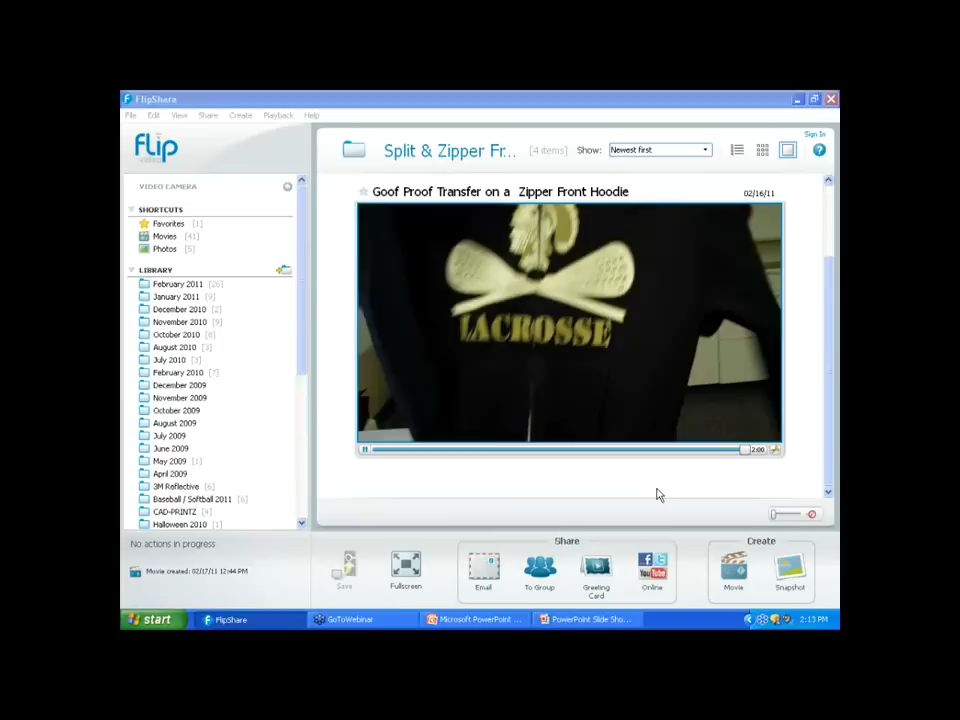 FlipShare
File Edit View Share Create Playback Help
flip
video
Sign In
Split & Zipper Fr... [4 items] Show: Newest first
VIDEO CAMERA
SHORTCUTS
Favorites [1]
Movies [41]
Photos [5]
LIBRARY
February 2011 [26]
January 2011 [9]
December 2010 [2]
November 2010 [9]
October 2010 [8]
August 2010 [3]
July 2010 [3]
February 2010 [7]
December 2009
November 2009
October 2009
August 2009
July 2009
June 2009
May 2009 [1]
April 2009
3M Reflective [6]
Baseball / Softball 2011 [6]
CAD-PRINTZ [4]
Halloween 2010 [1]
Goof Proof Transfer on a Zipper Front Hoodie 02/16/11
LACROSSE
2:00
No actions in progress
Movie created: 02/17/11 12:44 PM
Save
Fullscreen
Share
Email
To Group
Greeting Card
f t
You Tube
Online
Create
Movie
Snapshot
start FlipShare GoToWebinar Microsoft PowerPoint ... PowerPoint Slide Sho... 2:13 PM